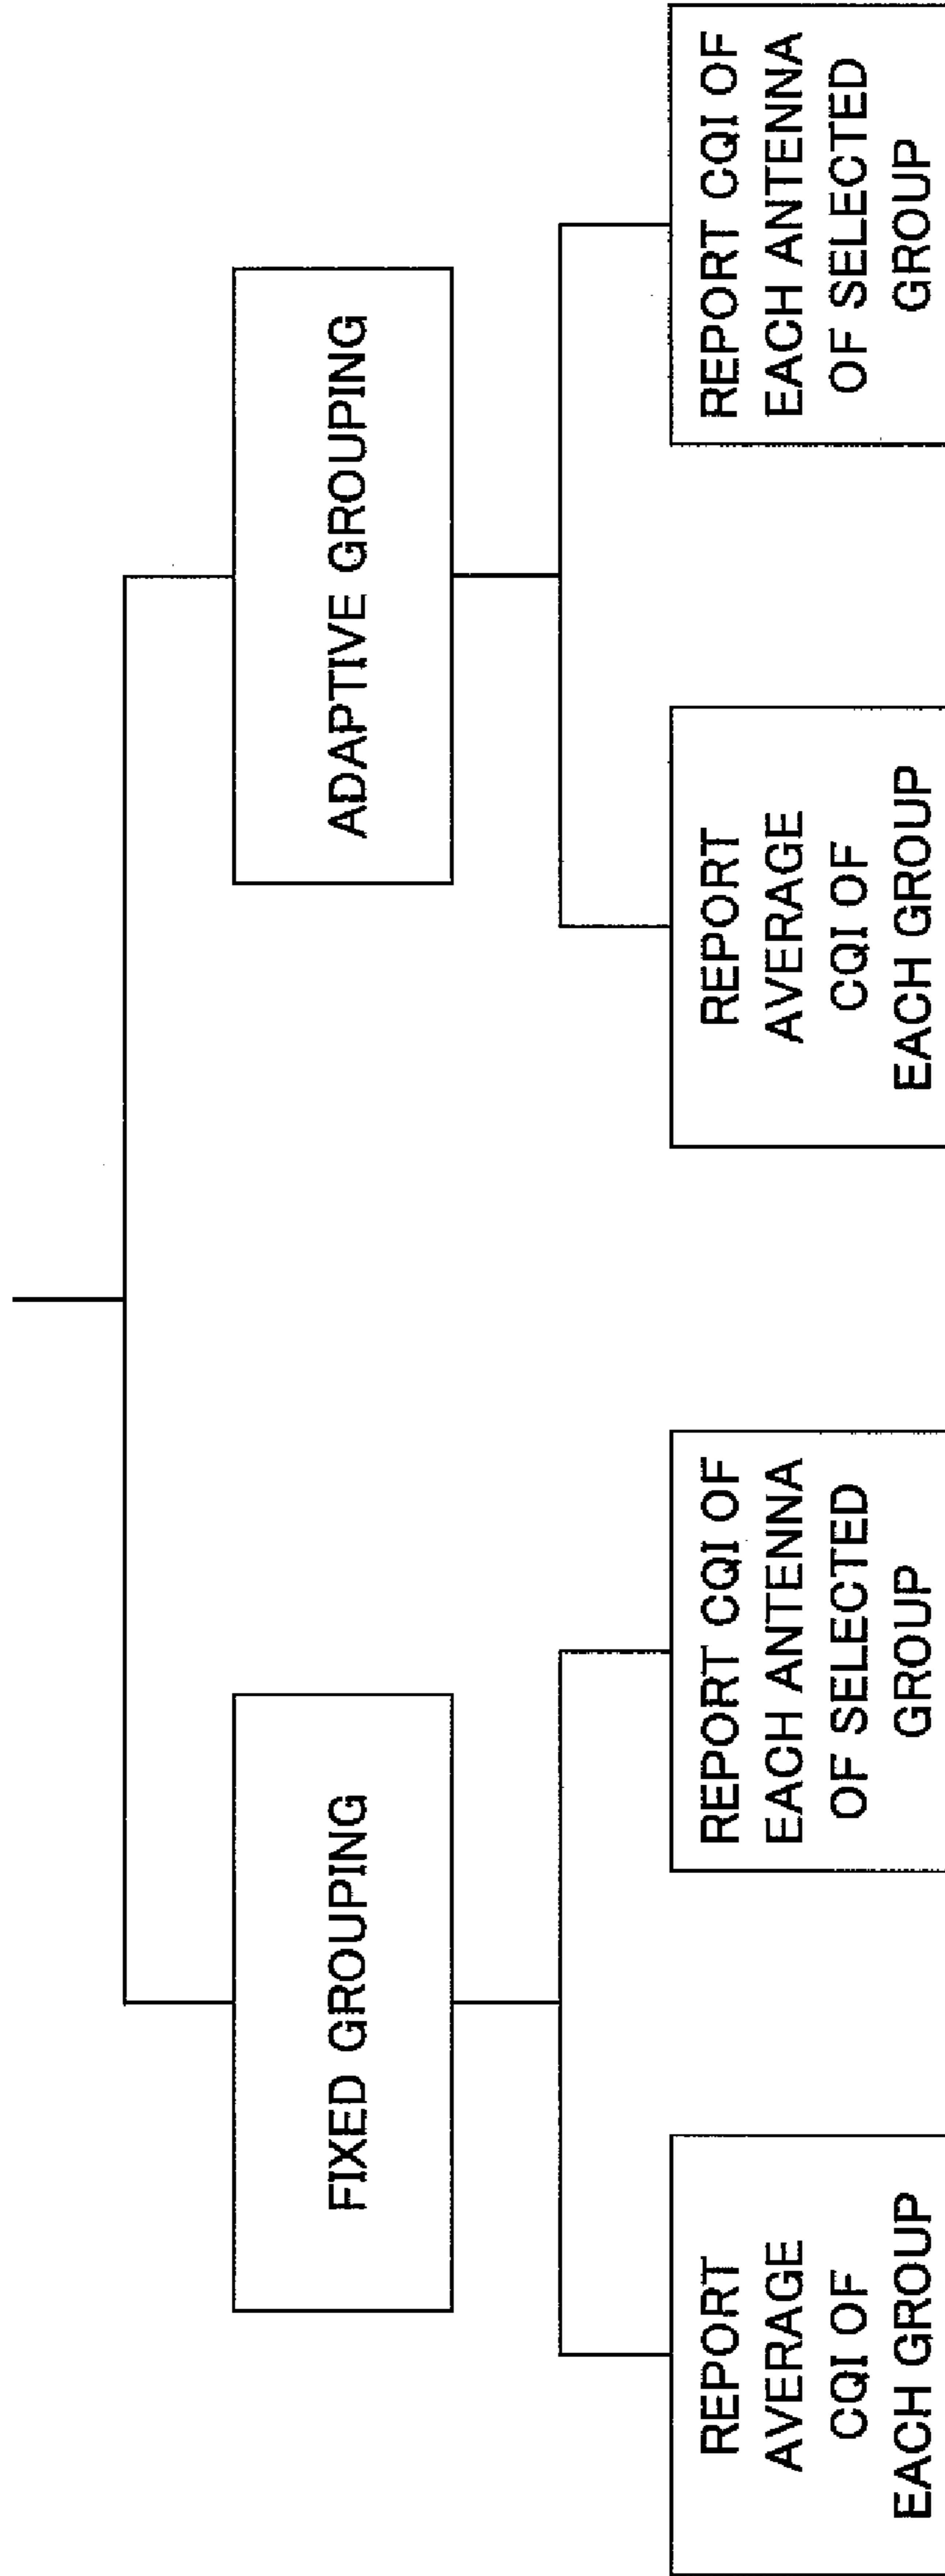 FIXED GROUPING
ADAPTIVE GROUPING
REPORT
AVERAGE
CQI OF
EACH GROUP
REPORT CQI OF
EACH ANTENNA
OF SELECTED
GROUP
REPORT
AVERAGE
CQI OF
EACH GROUP
REPORT CQI OF
EACH ANTENNA
OF SELECTED
GROUP